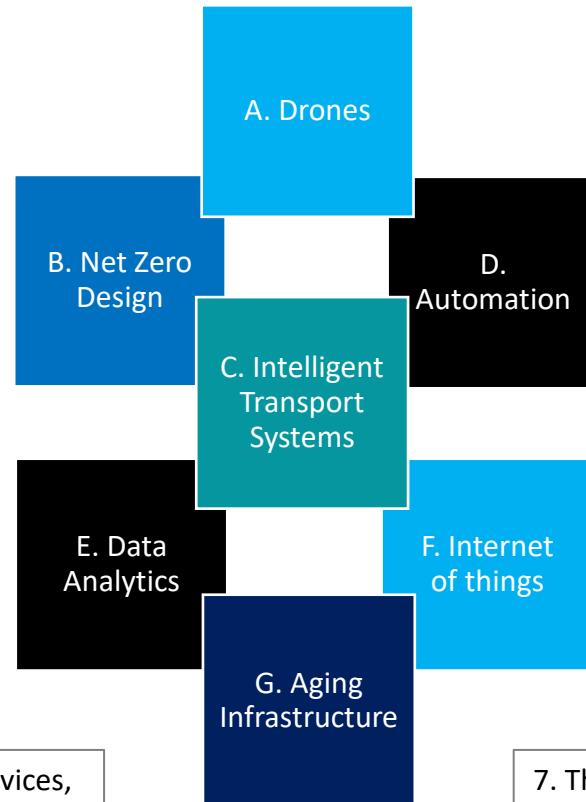 A. Drones
B. Net Zero
Design
D.
Automation
C. Intelligent
Transport
Systems
E. Data
Analytics
F. Internet
of things
G. Aging
Infrastructure
vices,
7. Th